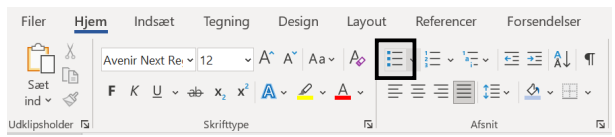 Filer Hjem Indsæt Tegning Design Layout Referencer Forsendelser
Avenir Next Re 12 A A Aa A
Sæt
ind
F K U ab x₂ x² A A
Udklipsholder Skrifttype Afsnit